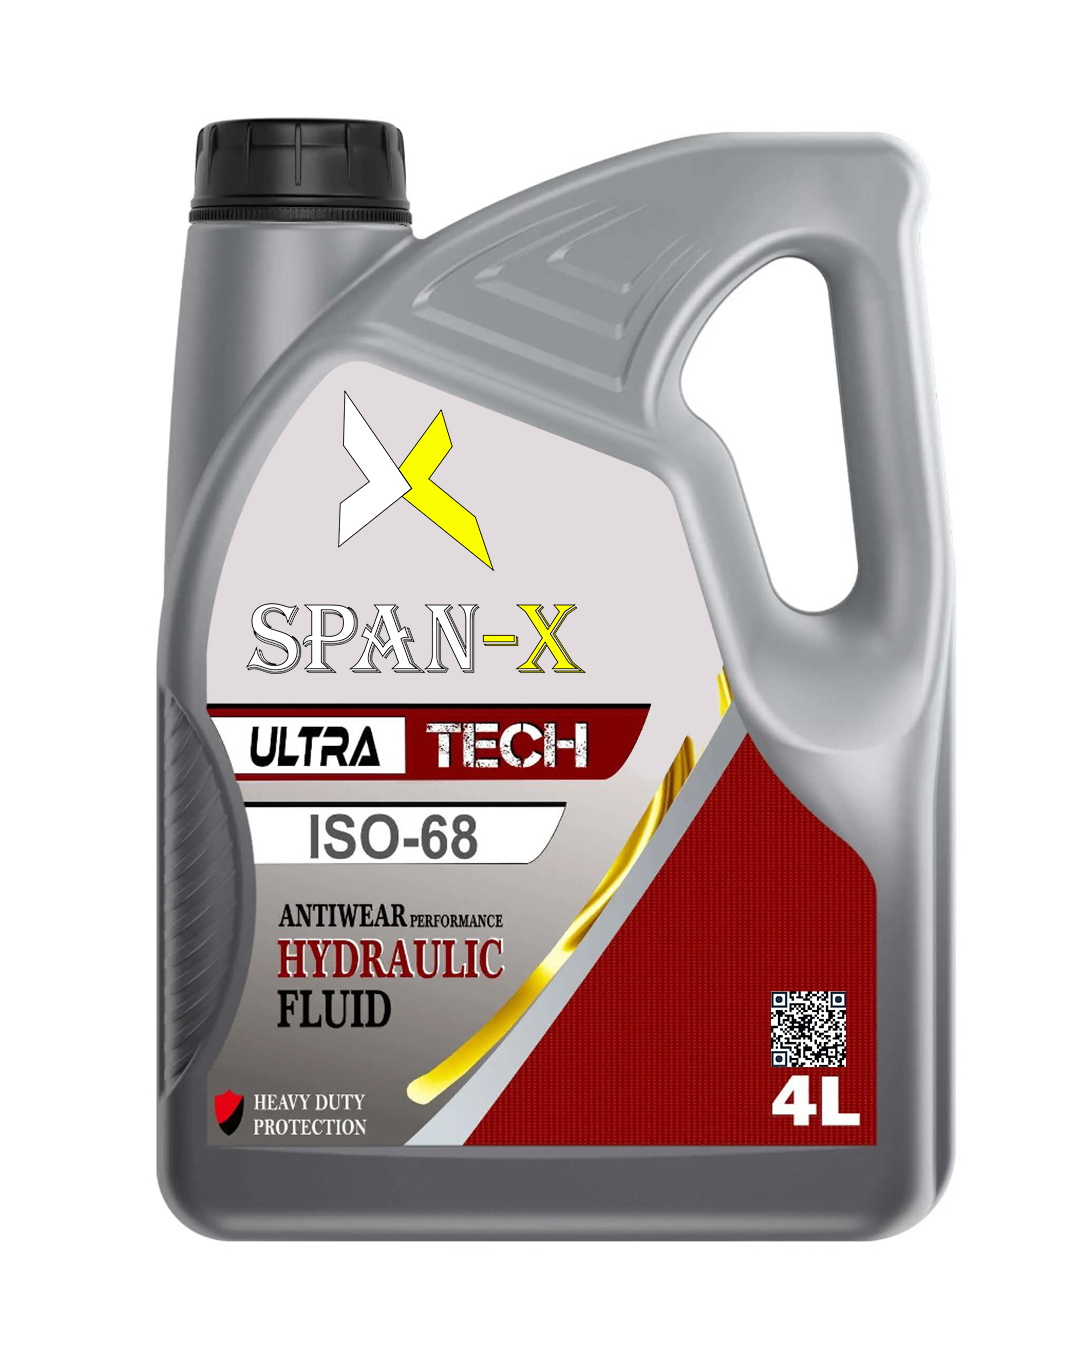 SPAN-X
ULTRA TECH
ISO-68
ANTIWEAR PERFORMANCE
HYDRAULIC
FLUID
HEAVY DUTY
PROTECTION
4L